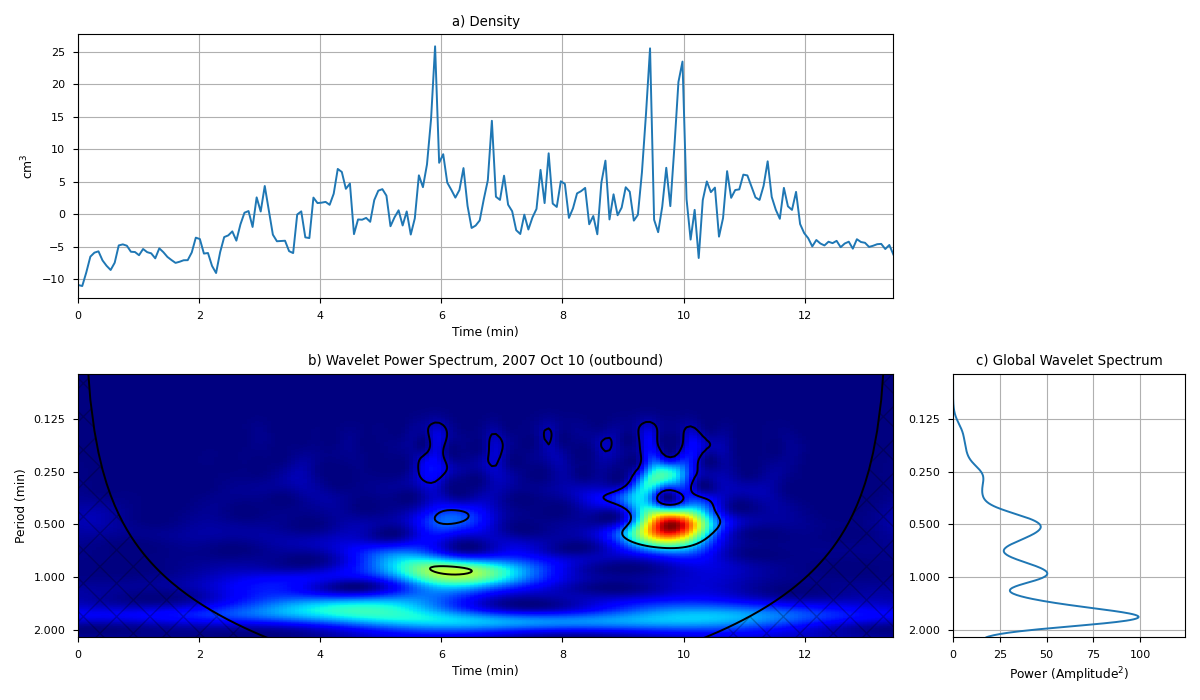 a) Density
25
20
15
10
5
0
−5
−10
cm³
0 2 4 6 8 10 12
Time (min)
b) Wavelet Power Spectrum, 2007 Oct 10 (outbound)
0.125
0.250
0.500
1.000
2.000
Period (min)
0 2 4 6 8 10 12
Time (min)
c) Global Wavelet Spectrum
0.125
0.250
0.500
1.000
2.000
0 25 50 75 100
Power (Amplitude²)